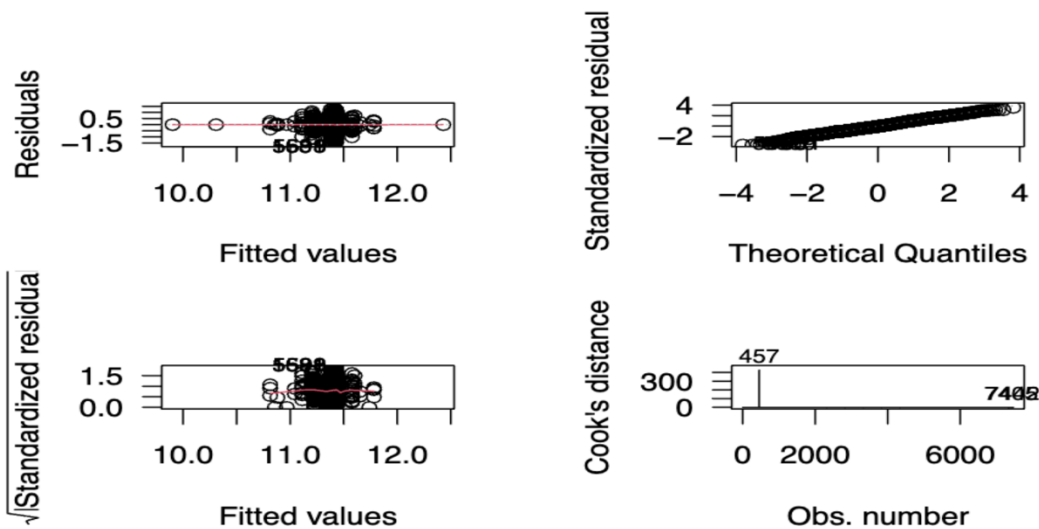 Residuals
0.5
−1.5
10.0 11.0 12.0
Fitted values
Standardized residual
4
−2
−4 −2 0 2 4
Theoretical Quantiles
√|Standardized residual
1.5
0.0
10.0 11.0 12.0
Fitted values
Cook's distance
457
300
0
0 2000 6000
Obs. number